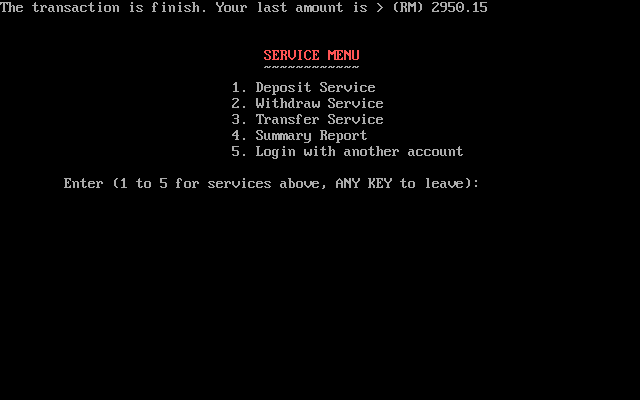 The transaction is finish. Your last amount is > (RM) 2950.15
SERVICE MENU
~~~~~~~~~~~~
1. Deposit Service
2. Withdraw Service
3. Transfer Service
4. Summary Report
5. Login with another account
Enter (1 to 5 for services above, ANY KEY to leave):